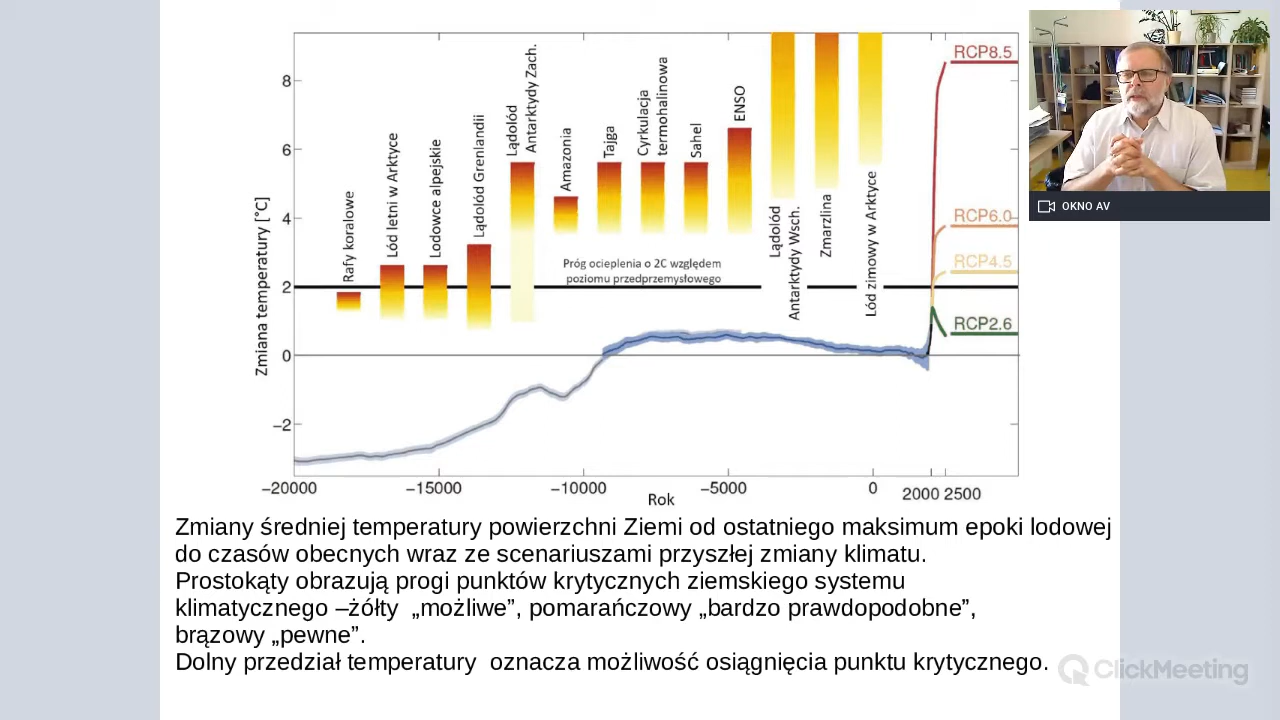 RCP8.5
8
Lądolód
Antarktydy Zach.
Cyrkulacja
termohalinowa
ENSO
6
Lód letni w Arktyce
Lodowce alpejskie
Lądolód Grenlandii
Amazonia
Tajga
Sahel
Rafy koralowe
OKNO AV
RCP6.0
4
Lądolód
Antarktydy Wsch.
Zmarzlina
Lód zimowy w Arktyce
Zmiana temperatury [°C]
RCP4.5
Próg ocieplenia o 2C względem
poziomu przedprzemysłowego
2
RCP2.6
0
−2
−20000 −15000 −10000 −5000 0 2000 2500
Rok
Zmiany średniej temperatury powierzchni Ziemi od ostatniego maksimum epoki lodowej
do czasów obecnych wraz ze scenariuszami przyszłej zmiany klimatu.
Prostokąty obrazują progi punktów krytycznych ziemskiego systemu
klimatycznego –żółty „możliwe”, pomarańczowy „bardzo prawdopodobne”,
brązowy „pewne”.
Dolny przedział temperatury oznacza możliwość osiągnięcia punktu krytycznego.
ClickMeeting